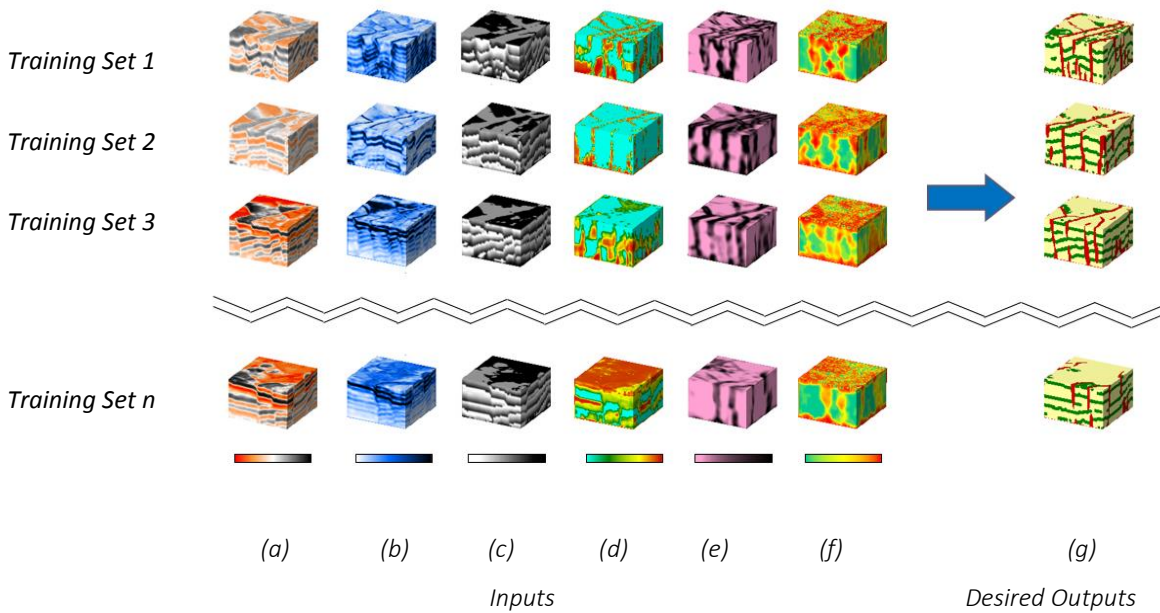 Training Set 1
Training Set 2
Training Set 3
Training Set n
(a) (b) (c) (d) (e) (f) (g)
Inputs Desired Outputs